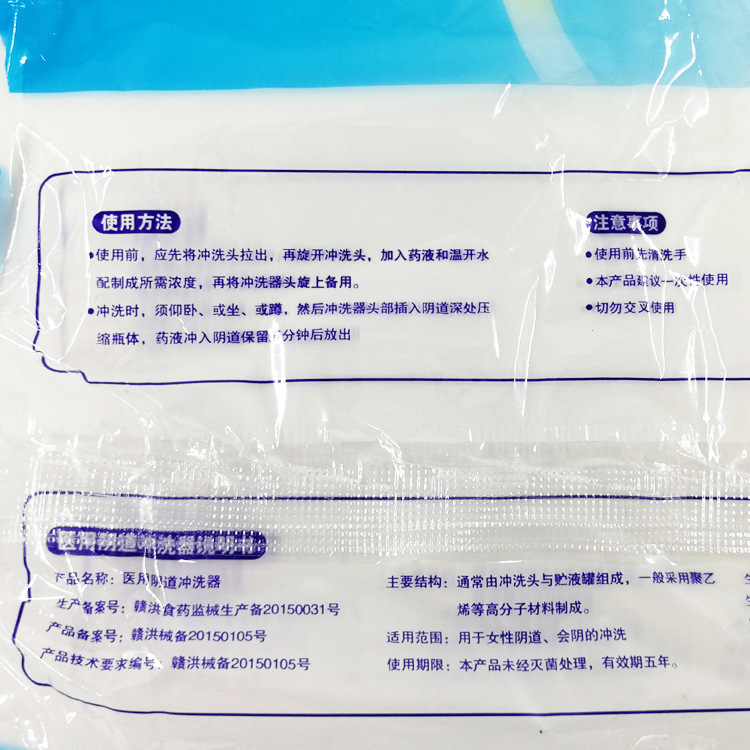 使用方法
●使用前，应先将冲洗头拉出，再旋开冲洗头，加入药液和温开水
配制成所需浓度，再将冲洗器头旋上备用。
●冲洗时，须仰卧、或坐、或蹲，然后冲洗器头部插入阴道深处压
缩瓶体，药液冲入阴道保留 分钟后放出
注意事项
●使用前先清洗手
●本产品建议一次性使用
●切勿交叉使用
医用阴道冲洗器说明书
产品名称：医用阴道冲洗器
生产备案号：赣洪食药监械生产备20150031号
产品备案号：赣洪械备20150105号
产品技术要求编号：赣洪械备20150105号
主要结构：通常由冲洗头与贮液罐组成，一般采用聚乙
烯等高分子材料制成。
适用范围：用于女性阴道、会阴的冲洗
使用期限：本产品未经灭菌处理，有效期五年。